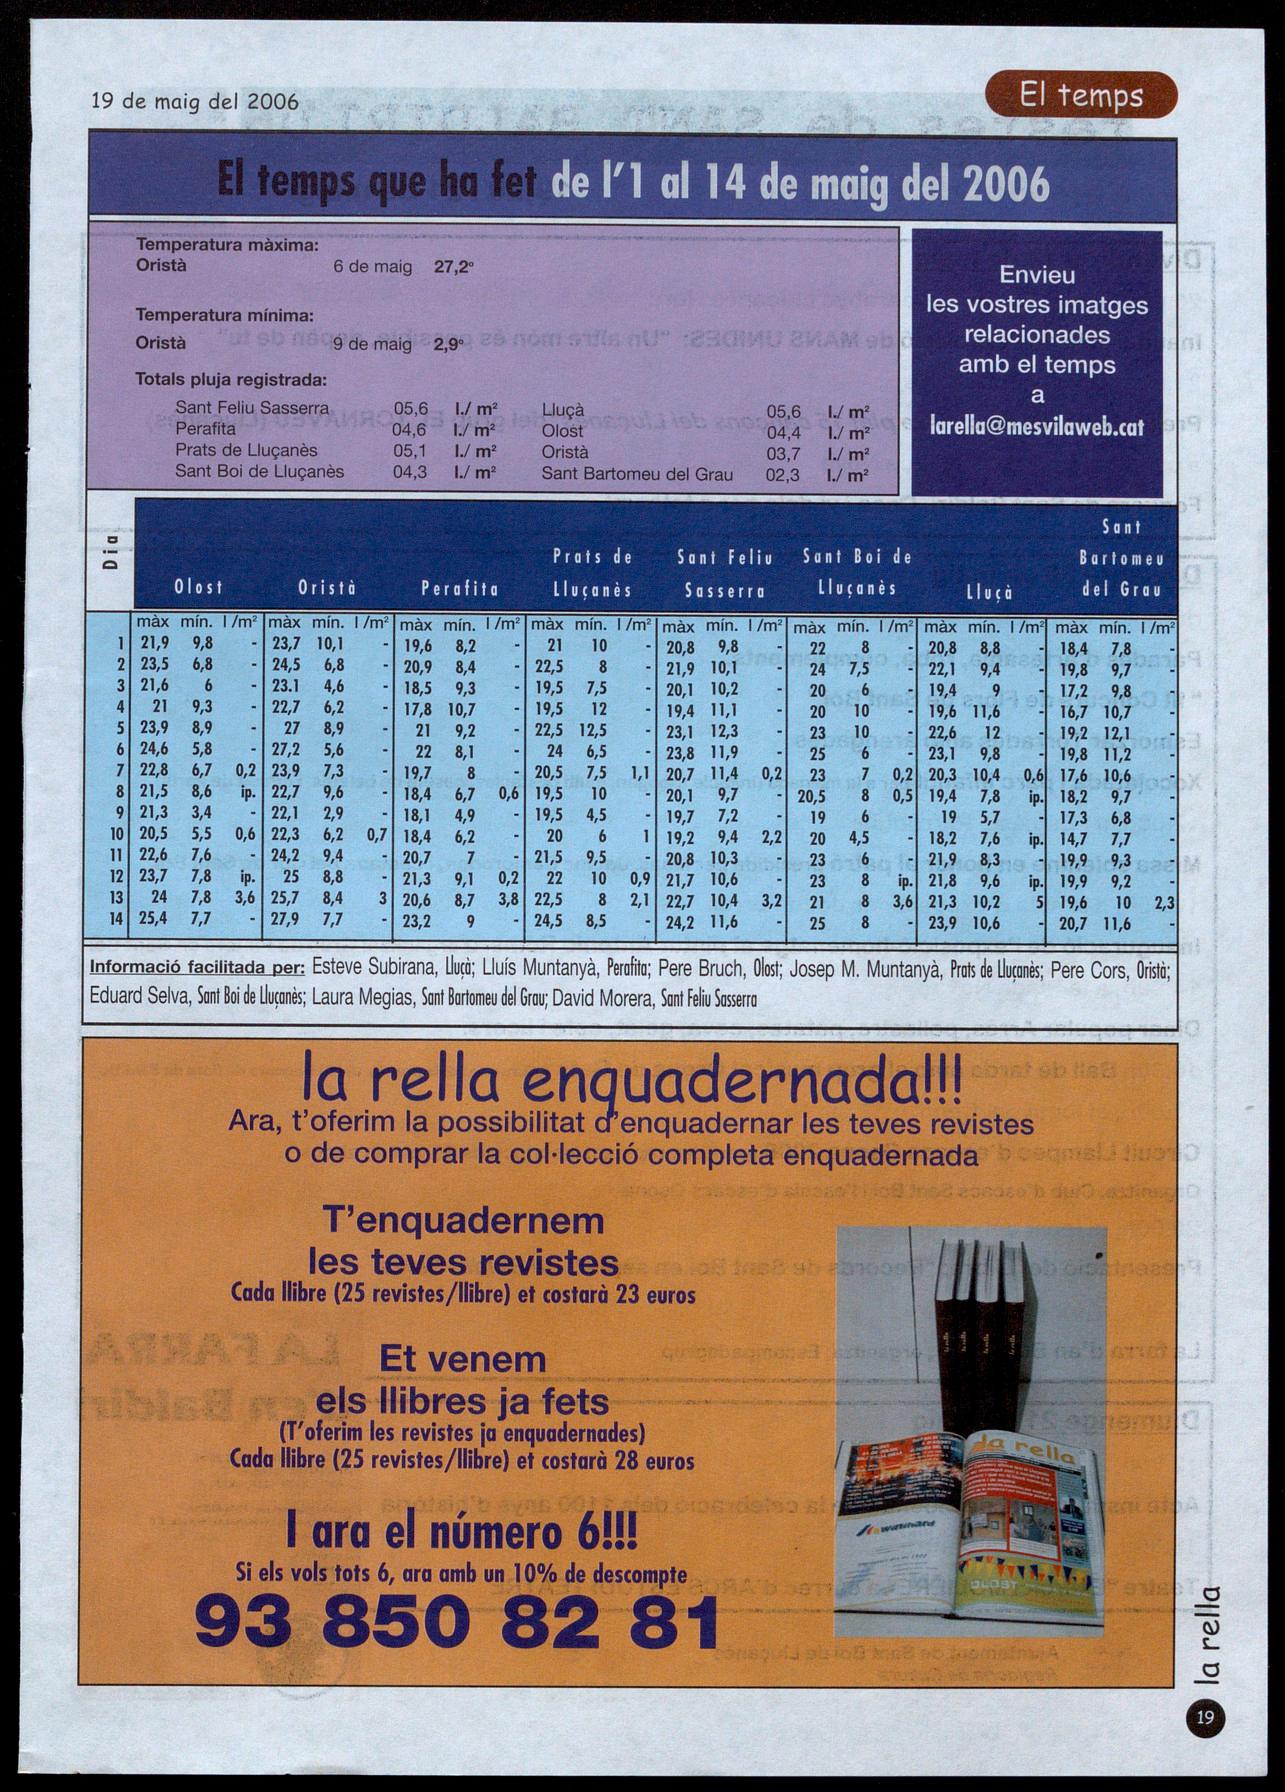 19 de maig del 2006
El temps
El temps que ha fet de l'1 al 14 de maig del 2006
Temperatura màxima:
Oristà 6 de maig 27,2º
Temperatura mínima:
Oristà 9 de maig 2,9º
Totals pluja registrada:
Sant Feliu Sasserra 05,6 l./ m² Lluçà 05,6 l./ m²
Perafita 04,6 l./ m² Olost 04,4 l./ m²
Prats de Lluçanès 05,1 l./ m² Oristà 03,7 l./ m²
Sant Boi de Lluçanès 04,3 l./ m² Sant Bartomeu del Grau 02,3 l./ m²
Envieu
les vostres imatges
relacionades
amb el temps
a
larella@mesvilaweb.cat
Dia Olost Oristà Perafita Prats de Lluçanès Sant Feliu Sasserra Sant Boi de Lluçanès Lluçà Sant Bartomeu del Grau
màx mín. l /m² màx mín. l /m² màx mín. l /m² màx mín. l /m² màx mín. l /m² màx mín. l /m² màx mín. l /m² màx mín. l /m²
1 21,9 9,8 - 23,7 10,1 - 19,6 8,2 - 21 10 - 20,8 9,8 - 22 8 - 20,8 8,8 - 18,4 7,8 -
2 23,5 6,8 - 24,5 6,8 - 20,9 8,4 - 22,5 8 - 21,9 10,1 - 24 7,5 - 22,1 9,4 - 19,8 9,7 -
3 21,6 6 - 23.1 4,6 - 18,5 9,3 - 19,5 7,5 - 20,1 10,2 - 20 7 - 19,4 - 17,2 9,8 -
4 21 9,3 - 22,7 6,2 - 17,8 10,7 - 19,5 12 - 19,4 11,1 - 20 10 - 19,6 11,6 - 16,7 10,7 -
5 23,9 8,9 - 27 8,9 - 21 9,2 - 22,5 12,5 - 23,1 12,3 - 23 10 - 22,6 12 - 19,2 12,1 -
6 24,6 5,8 - 27,2 5,6 - 22 8,1 - 24 6,5 - 23,8 11,9 - 25 6 - 23,1 9,8 - 19,8 11,2 -
7 22,8 6,7 0,2 23,9 7,3 - 19,7 8 - 20,5 7,5 1,1 20,7 11,4 0,2 23 7 0,2 20,3 10,4 0,6 17,6 10,6 -
8 21,5 8,6 ip. 22,7 9,6 - 18,4 6,7 0,6 19,5 10 - 20,1 9,7 - 20,5 8 0,5 19,4 7,8 ip. 18,2 9,7 -
9 21,3 3,4 - 22,1 2,9 - 18,1 4,9 - 19,5 4,5 - 19,7 7,2 - 19 6 - 19 5,7 - 17,3 6,8 -
10 20,5 5,5 0,6 22,3 6,2 0,7 18,4 6,2 - 20 6 1 19,2 9,4 2,2 20 4,5 - 18,2 7,6 ip. 14,7 7,7 -
11 22,6 7,6 - 24,2 9,4 - 20,7 7 - 21,5 9,5 - 20,8 10,3 - 23 8 - 21,9 8,3 - 19,9 9,3 -
12 23,7 7,8 ip. 25 8,8 - 21,3 9,1 0,2 22 10 0,9 21,7 10,6 - 23 8 ip. 21,8 9,6 ip. 19,9 9,2 -
13 24 7,8 3,6 25,7 8,4 3 20,6 8,7 3,8 22,5 8 2,1 22,7 10,4 3,2 21 8 3,6 21,3 10,2 5 19,6 10 2,3
14 25,4 7,7 - 27,9 7,7 - 23,2 9 - 24,5 8,5 - 24,2 11,6 - 25 8 - 23,9 10,6 - 20,7 11,6 -
Informació facilitada per: Esteve Subirana, Lluçà; Lluís Muntanyà, Perafita; Pere Bruch, Olost; Josep M. Muntanyà, Prats de Lluçanès; Pere Cors, Oristà;
Eduard Selva, Sant Boi de Lluçanès; Laura Megias, Sant Bartomeu del Grau; David Morera, Sant Feliu Sasserra
la rella enquadernada!!!
Ara, t'oferim la possibilitat d'enquadernar les teves revistes
o de comprar la col·lecció completa enquadernada
T'enquadernem
les teves revistes
Cada llibre (25 revistes/llibre) et costarà 23 euros
Et venem
els llibres ja fets
(T'oferim les revistes ja enquadernades)
Cada llibre (25 revistes/llibre) et costarà 28 euros
I ara el número 6!!!
Si els vols tots 6, ara amb un 10% de descompte
93 850 82 81
la rella
OLOST
la rella
19